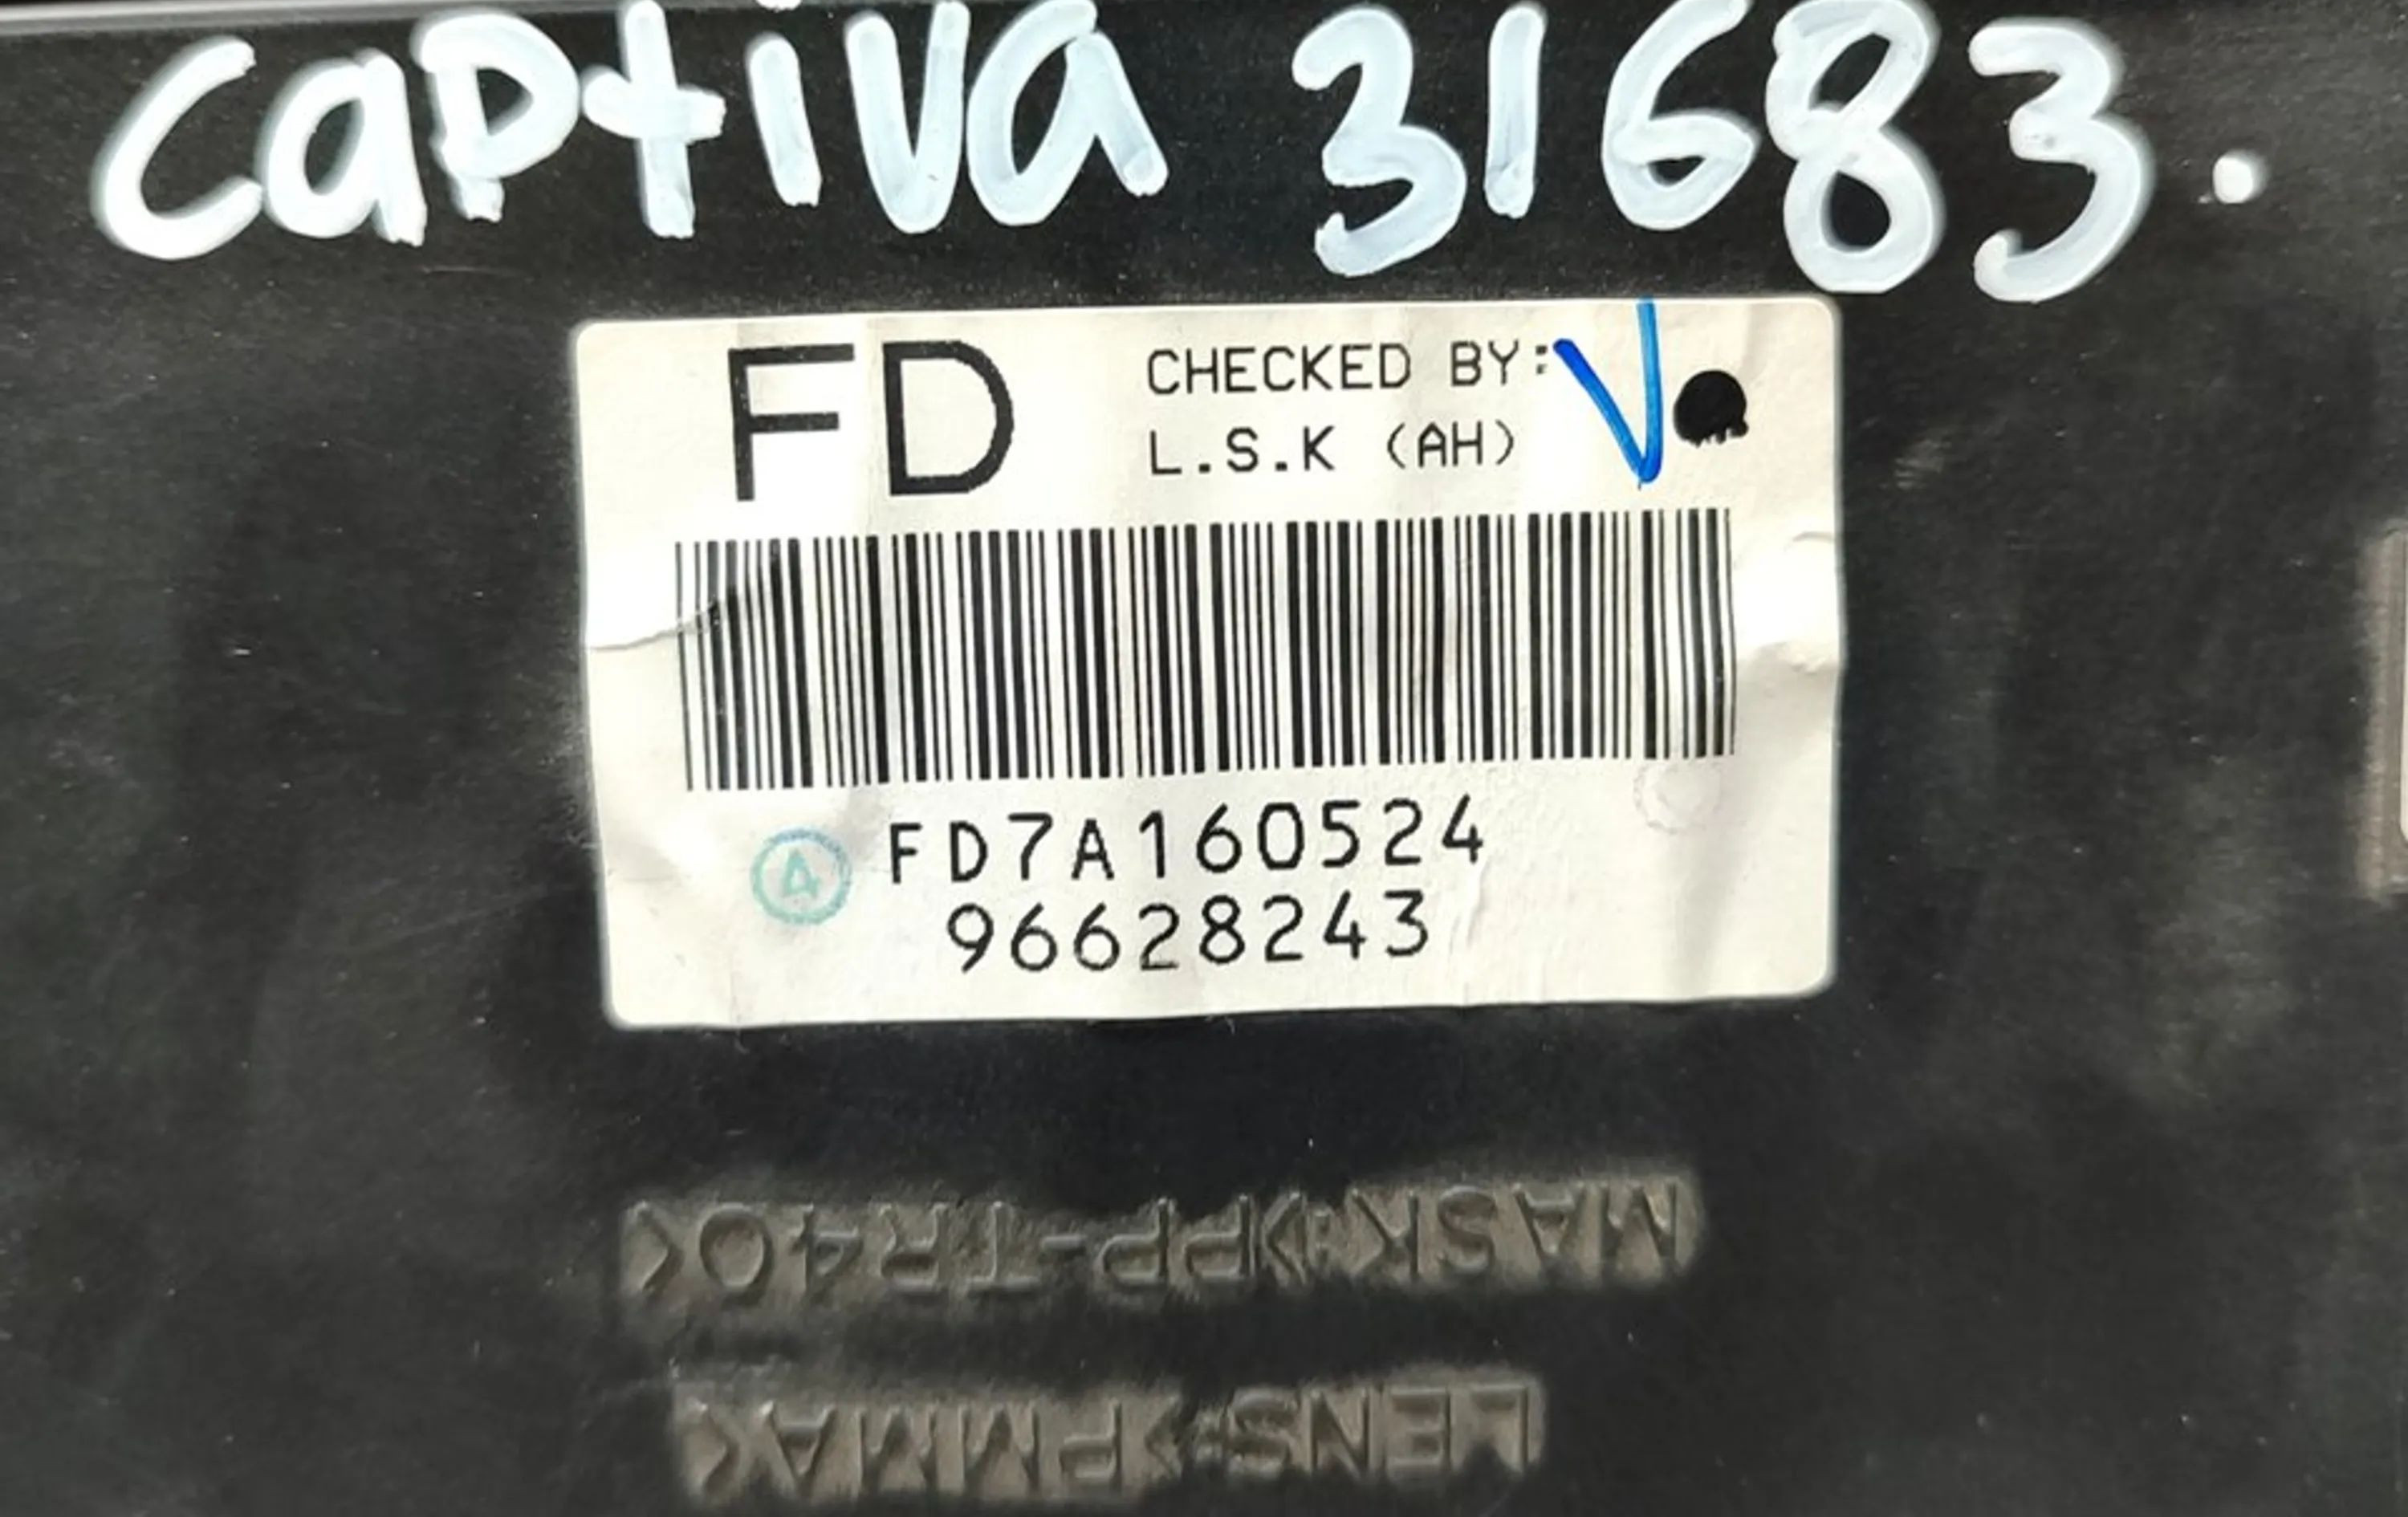 Captiva 31683.
FD
CHECKED BY: V
L.S.K (AH)
4 FD7A160524
96628243
MASK:>PP-TR40<
LENS:>PMMA<